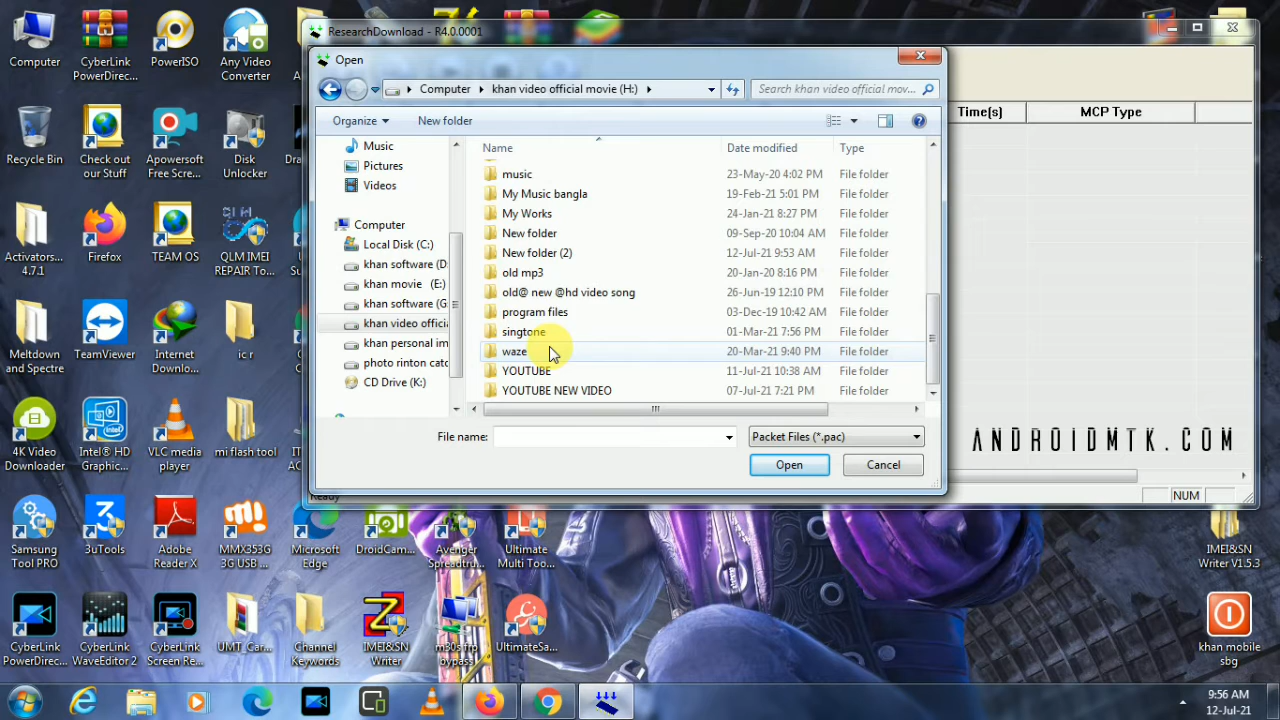 ResearchDownload - R4.0.0001
Open
Computer
khan video official movie (H:)
Search khan video official mov...
Organize
New folder
Name
Date modified
Type
Time(s)
MCP Type
Music
Pictures
Videos
Computer
Local Disk (C:)
khan software (D:
khan movie (E:)
khan software (G:
khan video officia
khan personal im
photo rinton cato
CD Drive (K:)
music 23-May-20 4:02 PM File folder
My Music bangla 19-Feb-21 5:01 PM File folder
My Works 24-Jan-21 8:27 PM File folder
New folder 09-Sep-20 10:04 AM File folder
New folder (2) 12-Jul-21 9:53 AM File folder
old mp3 20-Jan-20 8:16 PM File folder
old@ new @hd video song 26-Jun-19 12:10 PM File folder
program files 03-Dec-19 10:42 AM File folder
singtone 01-Mar-21 7:56 PM File folder
waze 20-Mar-21 9:40 PM File folder
YOUTUBE 11-Jul-21 10:38 AM File folder
YOUTUBE NEW VIDEO 07-Jul-21 7:21 PM File folder
File name:
Packet Files (*.pac)
Open
Cancel
ANDROIDMTK.COM
Ready
NUM
Computer
CyberLink
PowerDirec...
PowerISO
Any Video
Converter
Recycle Bin
Check out
our Stuff
Apowersoft
Free Scre...
Disk
Unlocker
Activators...
4.7.1
Firefox
TEAM OS
QLM IMEI
REPAIR To...
Meltdown
and Spectre
TeamViewer
Internet
Downlo...
ic r
4K Video
Downloader
Intel® HD
Graphic...
VLC media
player
mi flash tool
Samsung
Tool PRO
3uTools
Adobe
Reader X
MMX353G
3G USB ...
Microsoft
Edge
DroidCam...
Avenger
Spreadtru...
Ultimate
Multi Too...
IMEI&SN
Writer V1.5.3
CyberLink
PowerDirec...
CyberLink
WaveEditor 2
CyberLink
Screen Re...
UMT_Car...
Channel
Keywords
IMEI&SN
Writer
m30s frp
bypass
UltimateSa...
khan mobile
sbg
9:56 AM
12-Jul-21